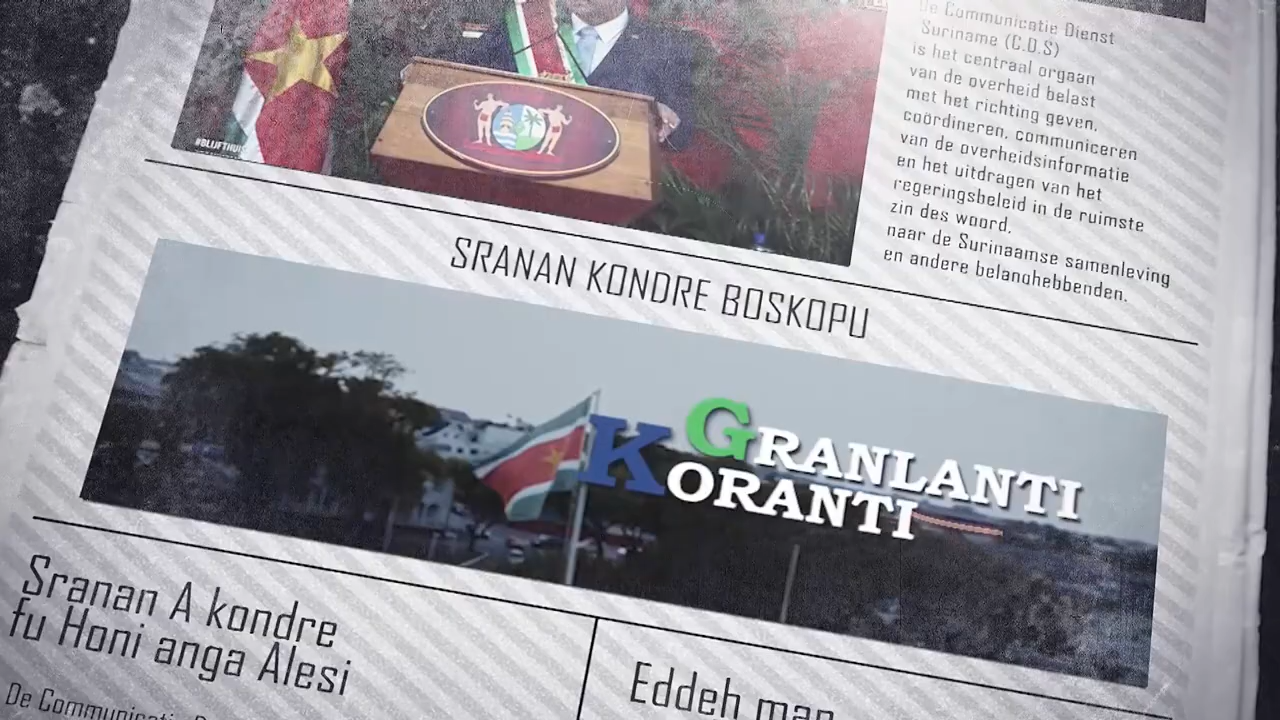 De Communicatie Dienst
Suriname (C.D.S)
is het centraal orgaan
van de overheid belast
met het richting geven,
coördineren, communiceren
van de overheidsinformatie
en het uitdragen van het
regeringsbeleid in de ruimste
zin des woord.
naar de Surinaamse samenleving
en andere belanghebbenden.
SRANAN KONDRE BOSKOPU
GRANLANTI
KORANTI
Sranan A kondre
fu Honi anga Alesi
Eddeh man
De